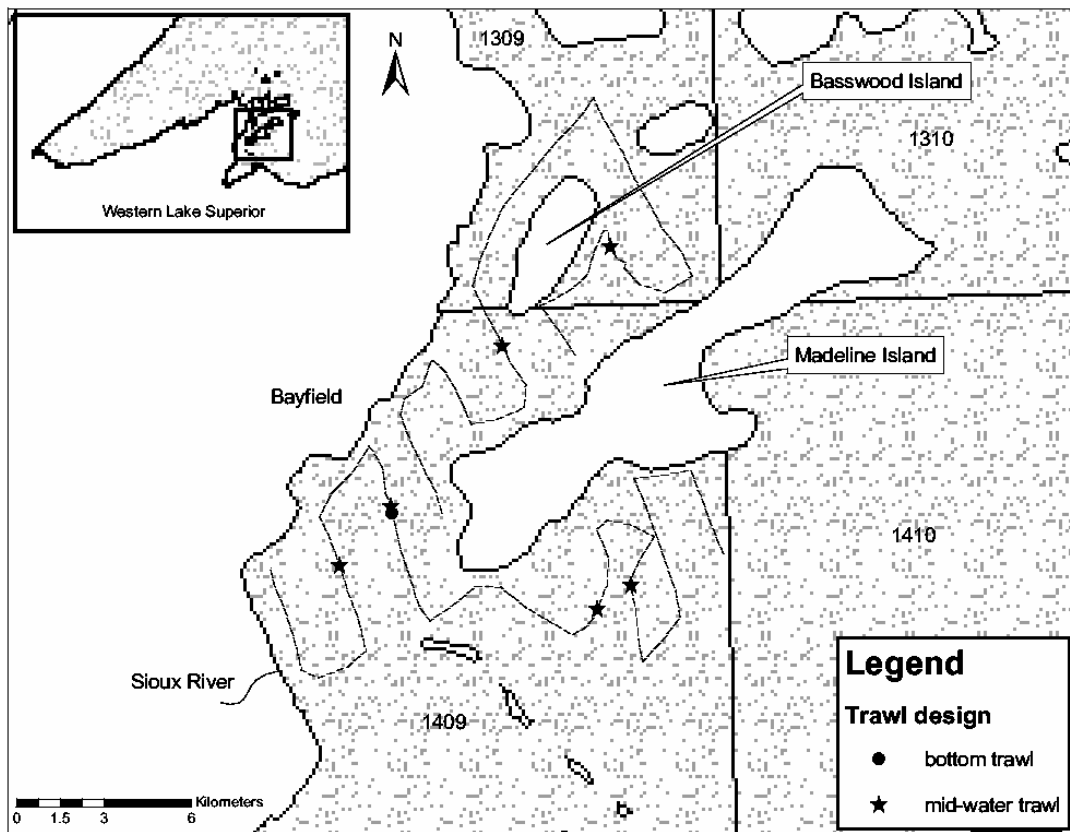 Western Lake Superior
N
1309
Basswood Island
1310
Madeline Island
Bayfield
1410
Sioux River
1409
Legend
Trawl design
bottom trawl
mid-water trawl
Kilometers
0 1.5 3 6